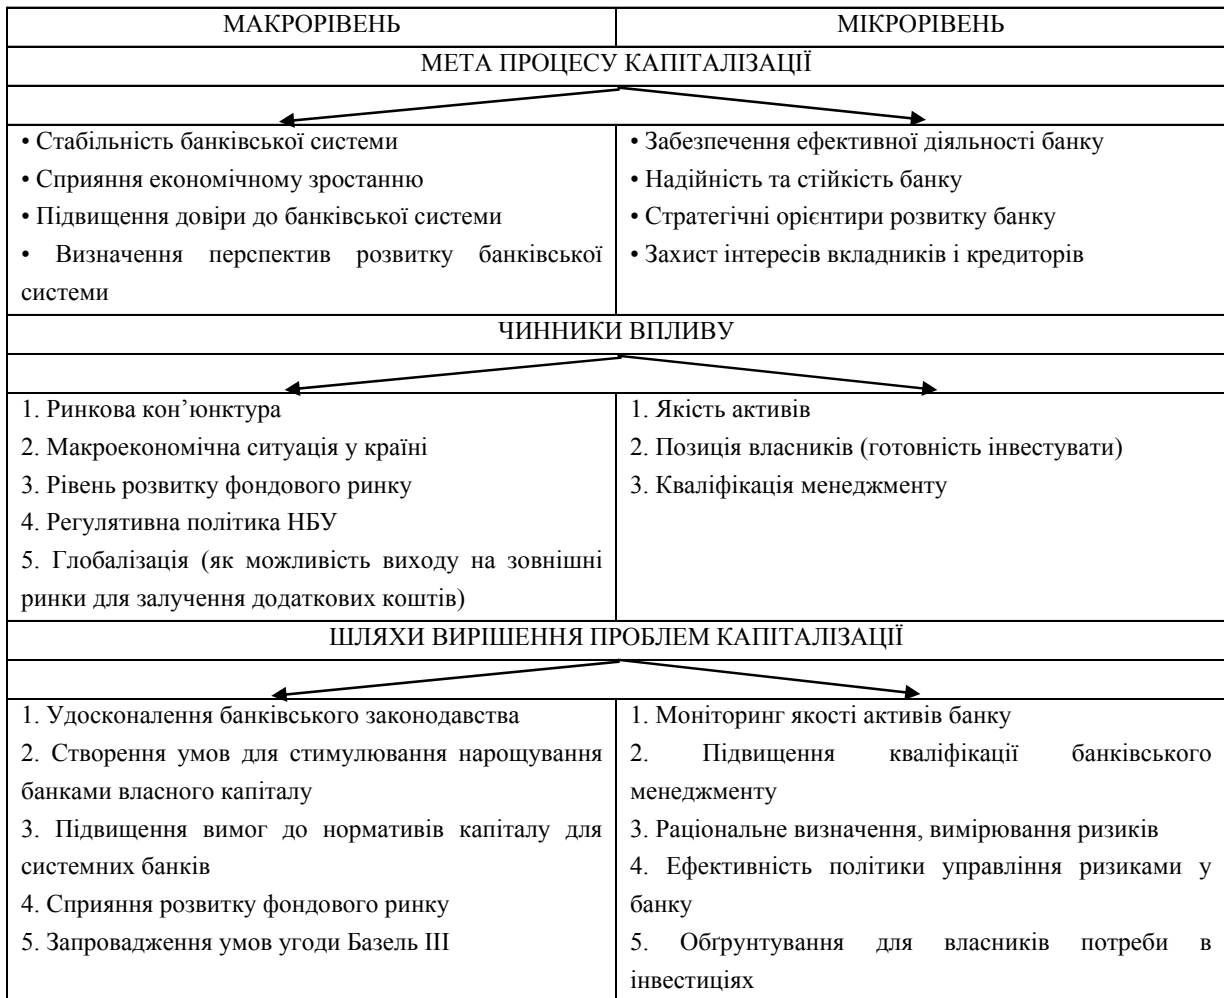 МАКРОРІВЕНЬ
МІКРОРІВЕНЬ
МЕТА ПРОЦЕСУ КАПІТАЛІЗАЦІЇ
• Стабільність банківської системи
• Сприяння економічному зростанню
• Підвищення довіри до банківської системи
• Визначення перспектив розвитку банківської
системи
• Забезпечення ефективної діяльності банку
• Надійність та стійкість банку
• Стратегічні орієнтири розвитку банку
• Захист інтересів вкладників і кредиторів
ЧИННИКИ ВПЛИВУ
1. Ринкова кон’юнктура
2. Макроекономічна ситуація у країні
3. Рівень розвитку фондового ринку
4. Регулятивна політика НБУ
5. Глобалізація (як можливість виходу на зовнішні
ринки для залучення додаткових коштів)
1. Якість активів
2. Позиція власників (готовність інвестувати)
3. Кваліфікація менеджменту
ШЛЯХИ ВИРІШЕННЯ ПРОБЛЕМ КАПІТАЛІЗАЦІЇ
1. Удосконалення банківського законодавства
2. Створення умов для стимулювання нарощування
банками власного капіталу
3. Підвищення вимог до нормативів капіталу для
системних банків
4. Сприяння розвитку фондового ринку
5. Запровадження умов угоди Базель ІІІ
1. Моніторинг якості активів банку
2. Підвищення кваліфікації банківського
менеджменту
3. Раціональне визначення, вимірювання ризиків
4. Ефективність політики управління ризиками у
банку
5. Обґрунтування для власників потреби в
інвестиціях